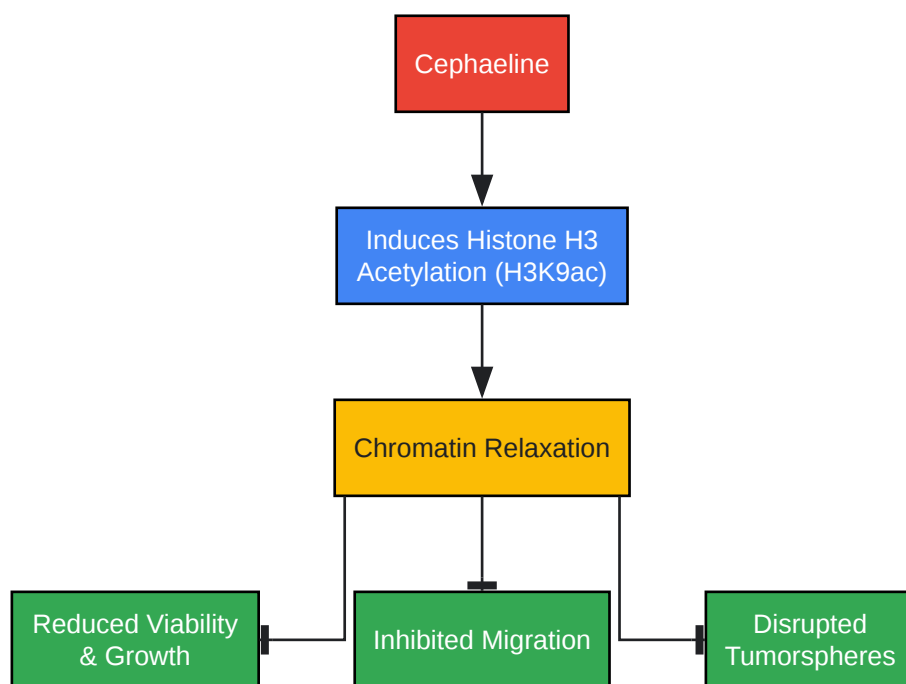 Cephaeline
Induces Histone H3
Acetylation (H3K9ac)
Chromatin Relaxation
Reduced Viability
& Growth
Inhibited Migration
Disrupted
Tumorspheres